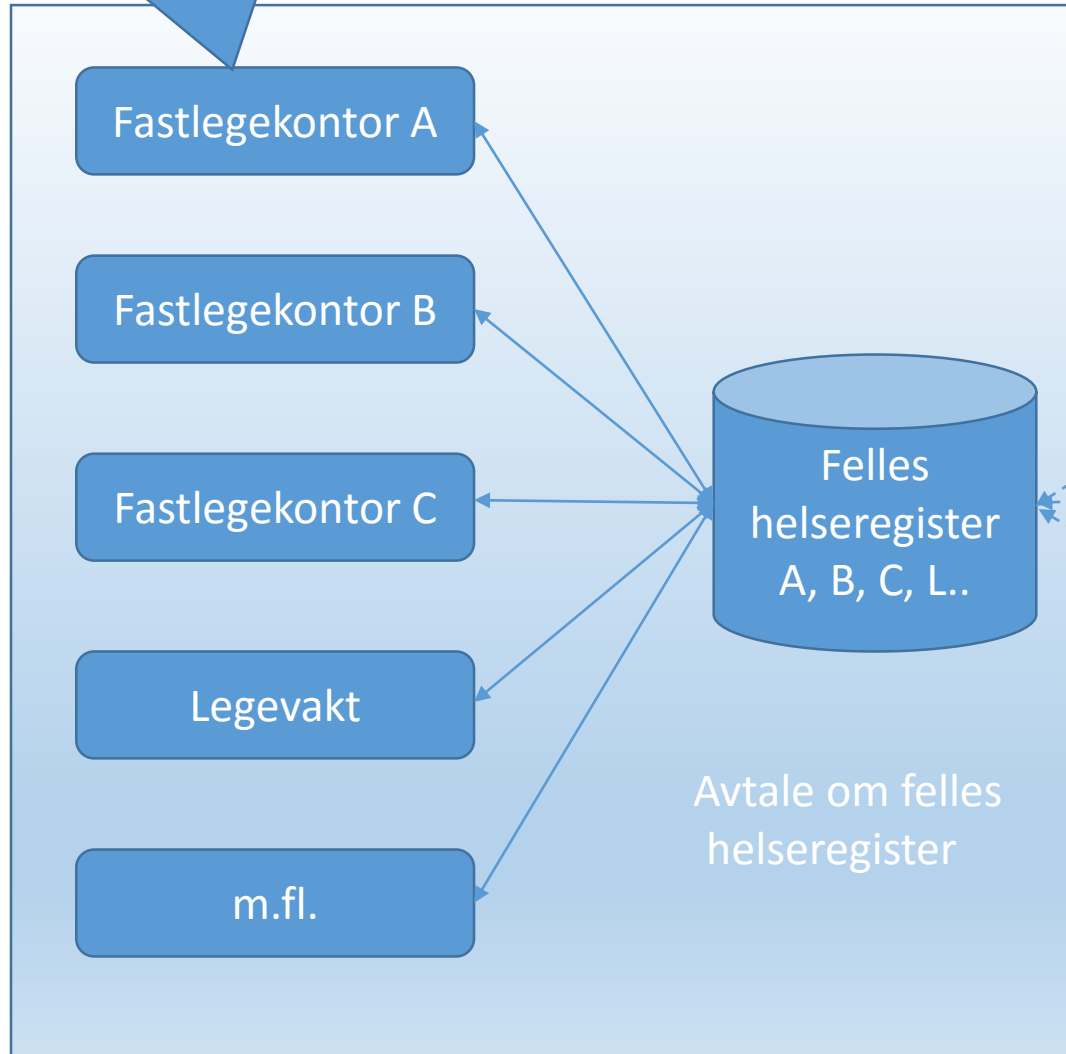 Fastlegekontor A
Fastlegekontor B
Fastlegekontor C
Legevakt
m.fl.
Felles
helseregister
A, B, C, L..
Avtale om felles
helseregister